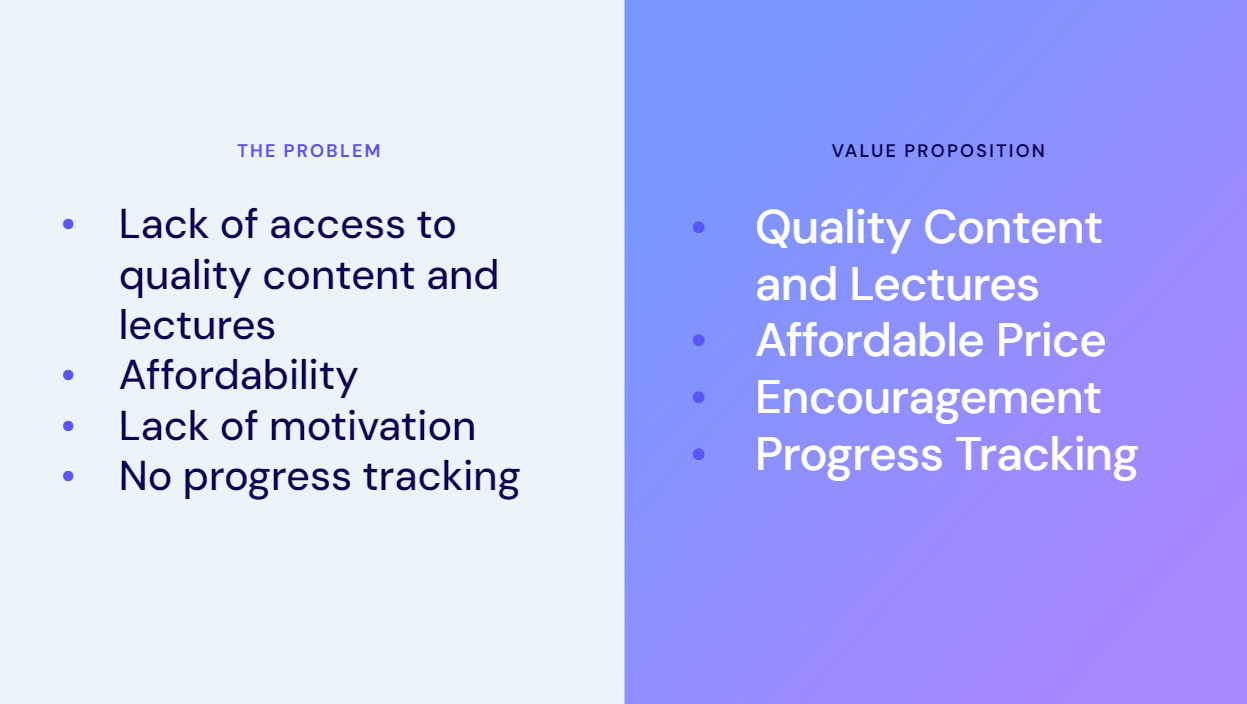 THE PROBLEM
• Lack of access to
quality content and
lectures
• Affordability
• Lack of motivation
• No progress tracking
VALUE PROPOSITION
• Quality Content
and Lectures
• Affordable Price
• Encouragement
• Progress Tracking